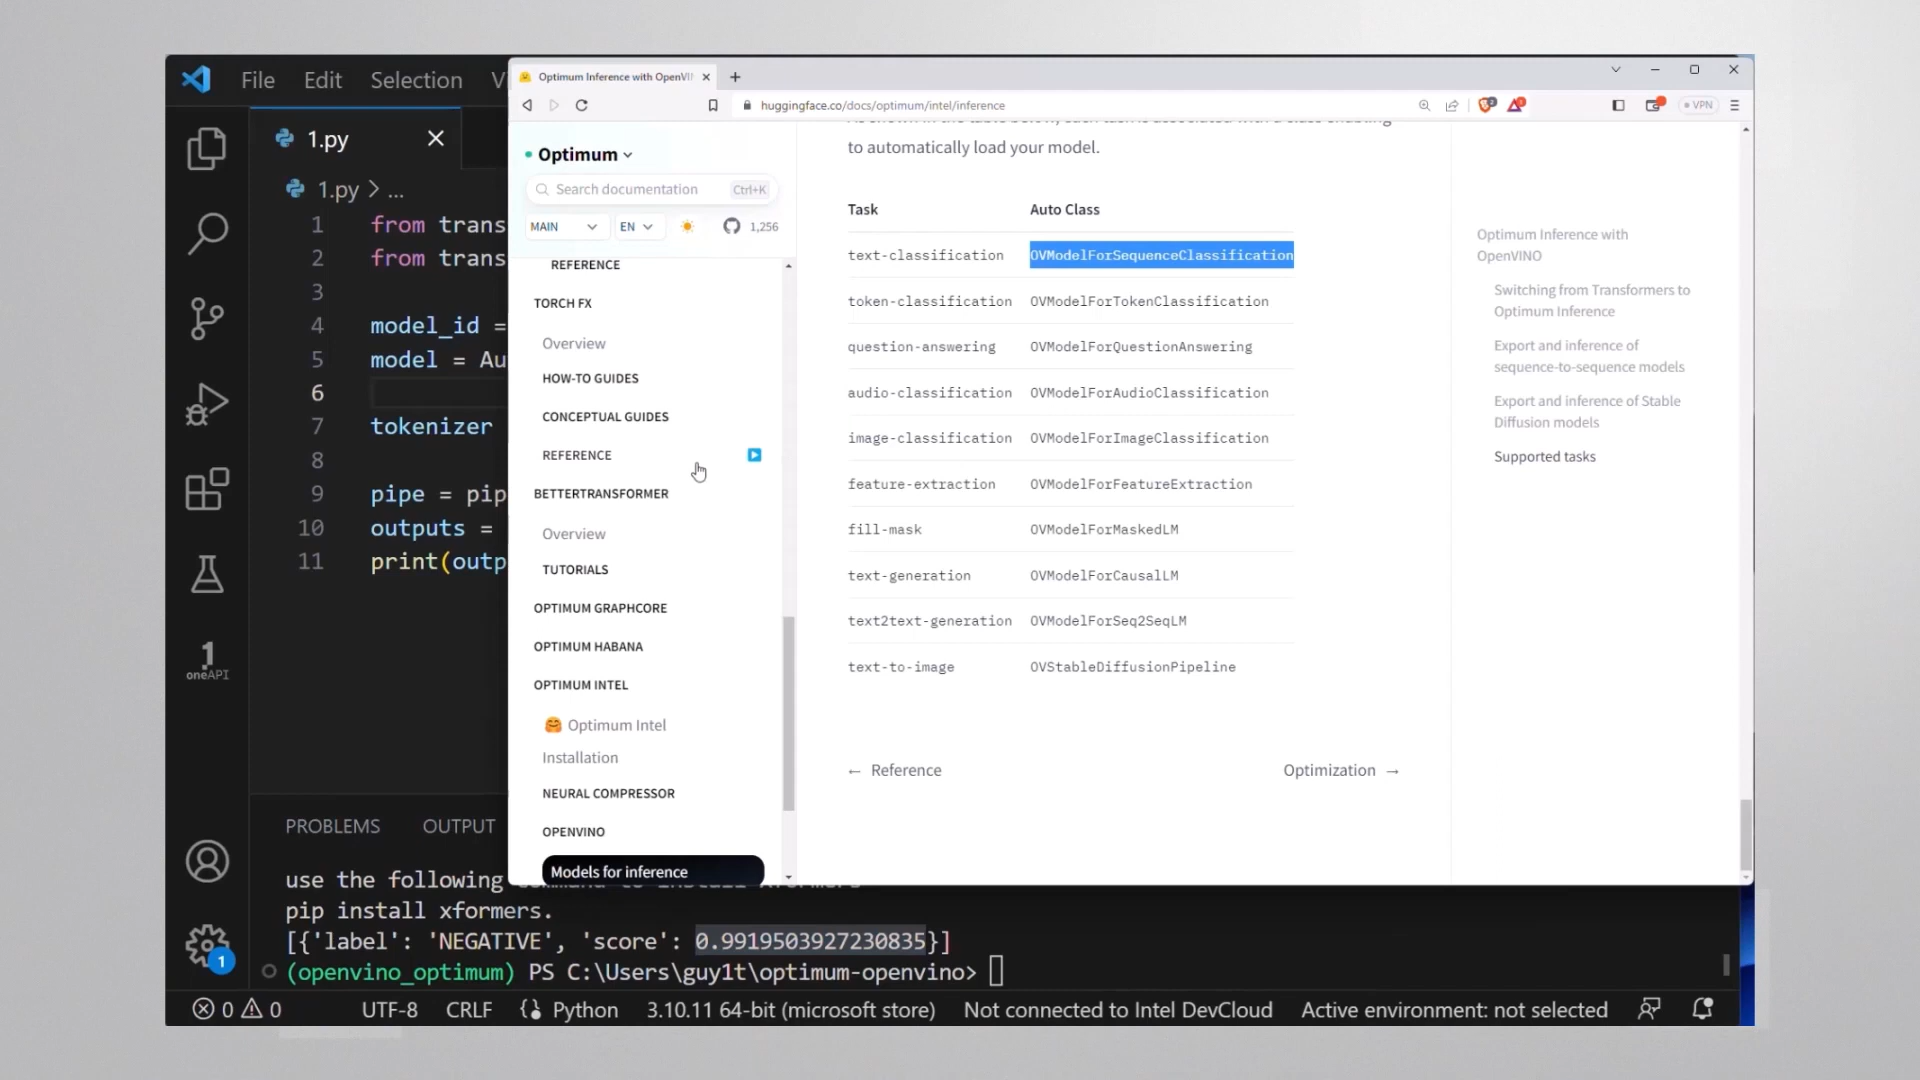 File Edit Selection V
Optimum Inference with OpenVI
1.py
huggingface.co/docs/optimum/intel/inference
VPN
1.py > ...
1 from trans
2 from trans
3
4 model_id =
5 model = Au
6
7 tokenizer
8
9 pipe = pip
10 outputs =
11 print(outp
1
oneAPI
Optimum
Search documentation Ctrl+K
MAIN EN 1,256
REFERENCE
TORCH FX
Overview
HOW-TO GUIDES
CONCEPTUAL GUIDES
REFERENCE
BETTERTRANSFORMER
Overview
TUTORIALS
OPTIMUM GRAPHCORE
OPTIMUM HABANA
OPTIMUM INTEL
🤗 Optimum Intel
Installation
NEURAL COMPRESSOR
OPENVINO
Models for inference
to automatically load your model.
Task Auto Class
text-classification OVModelForSequenceClassification
token-classification OVModelForTokenClassification
question-answering OVModelForQuestionAnswering
audio-classification OVModelForAudioClassification
image-classification OVModelForImageClassification
feature-extraction OVModelForFeatureExtraction
fill-mask OVModelForMaskedLM
text-generation OVModelForCausalLM
text2text-generation OVModelForSeq2SeqLM
text-to-image OVStableDiffusionPipeline
← Reference Optimization →
Optimum Inference with
OpenVINO
Switching from Transformers to
Optimum Inference
Export and inference of
sequence-to-sequence models
Export and inference of Stable
Diffusion models
Supported tasks
PROBLEMS OUTPUT
use the following
pip install xformers.
[{'label': 'NEGATIVE', 'score': 0.9919503927230835}]
(openvino_optimum) PS C:\Users\guy1t\optimum-openvino>
1
0 0 UTF-8 CRLF Python 3.10.11 64-bit (microsoft store) Not connected to Intel DevCloud Active environment: not selected